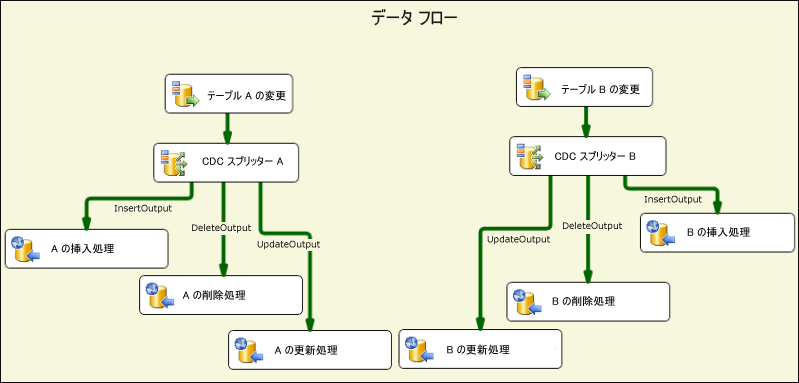 データ フロー
テーブル A の変更
CDC スプリッター A
InsertOutput
DeleteOutput
UpdateOutput
A の挿入処理
A の削除処理
A の更新処理
テーブル B の変更
CDC スプリッター B
InsertOutput
DeleteOutput
UpdateOutput
B の挿入処理
B の削除処理
B の更新処理